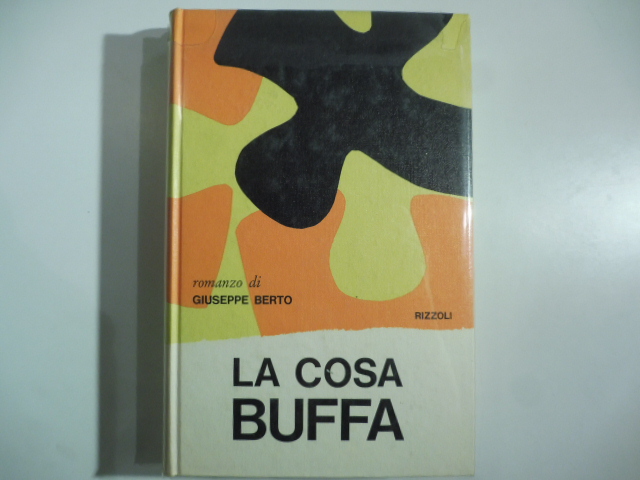 romanzo di
GIUSEPPE BERTO
RIZZOLI
LA COSA
BUFFA